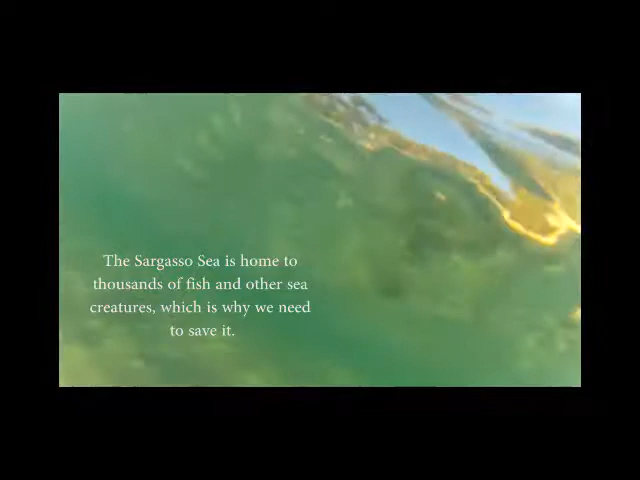 The Sargasso Sea is home to
thousands of fish and other sea
creatures, which is why we need
to save it.